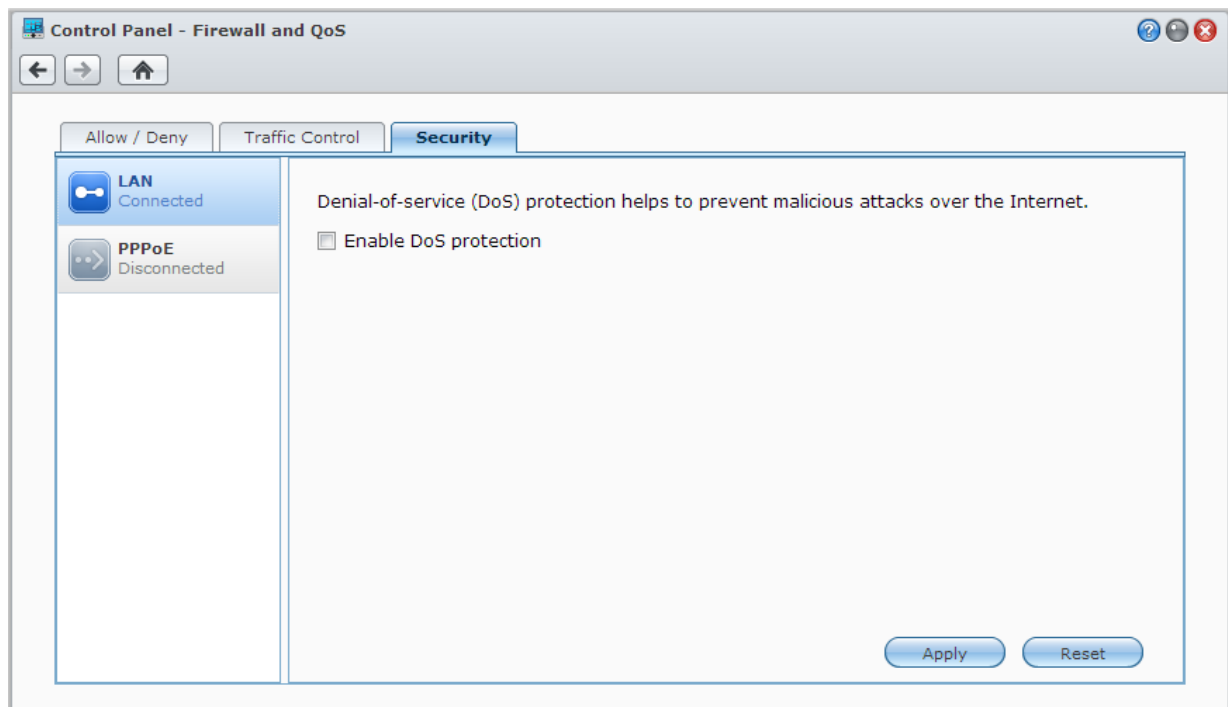 Control Panel - Firewall and QoS
Allow / Deny
Traffic Control
Security
LAN
Connected
PPPoE
Disconnected
Denial-of-service (DoS) protection helps to prevent malicious attacks over the Internet.
Enable DoS protection
Apply
Reset